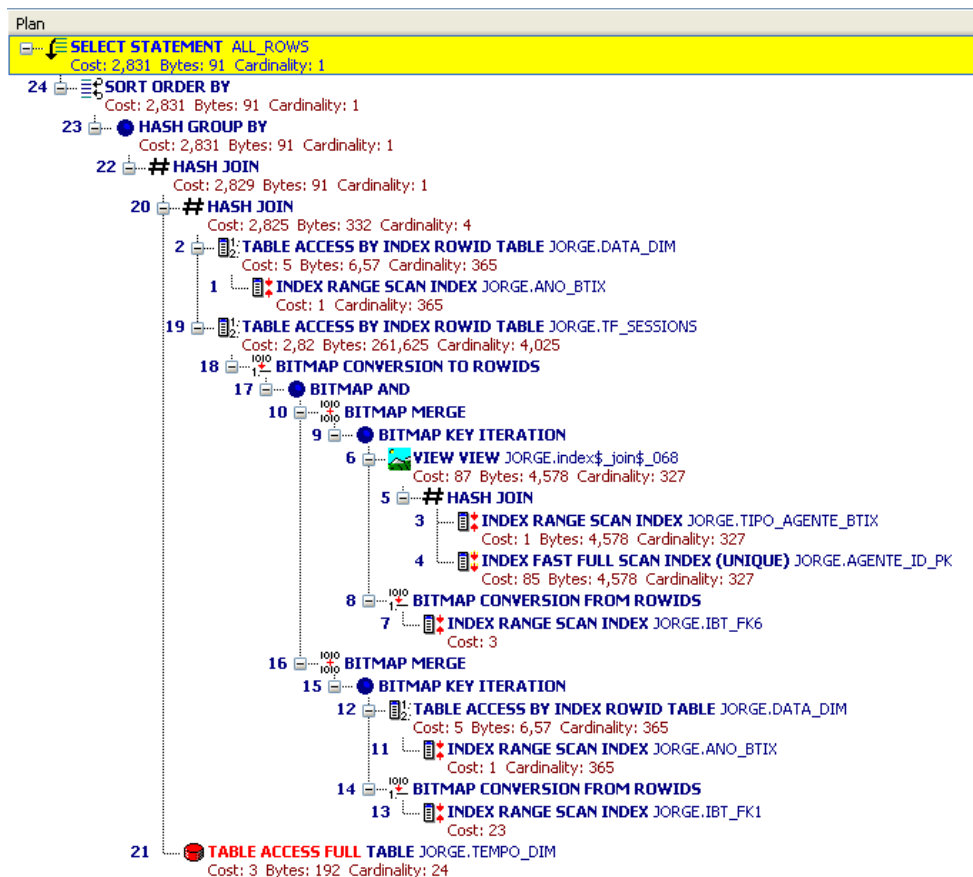 Plan
SELECT STATEMENT ALL_ROWS
Cost: 2,831 Bytes: 91 Cardinality: 1
24 SORT ORDER BY
Cost: 2,831 Bytes: 91 Cardinality: 1
23 HASH GROUP BY
Cost: 2,831 Bytes: 91 Cardinality: 1
22 HASH JOIN
Cost: 2,829 Bytes: 91 Cardinality: 1
20 HASH JOIN
Cost: 2,825 Bytes: 332 Cardinality: 4
2 TABLE ACCESS BY INDEX ROWID TABLE JORGE.DATA_DIM
Cost: 5 Bytes: 6,57 Cardinality: 365
1 INDEX RANGE SCAN INDEX JORGE.ANO_BTIX
Cost: 1 Cardinality: 365
19 TABLE ACCESS BY INDEX ROWID TABLE JORGE.TF_SESSIONS
Cost: 2,82 Bytes: 261,625 Cardinality: 4,025
18 BITMAP CONVERSION TO ROWIDS
17 BITMAP AND
10 BITMAP MERGE
9 BITMAP KEY ITERATION
6 VIEW VIEW JORGE.index$_join$_068
Cost: 87 Bytes: 4,578 Cardinality: 327
5 HASH JOIN
3 INDEX RANGE SCAN INDEX JORGE.TIPO_AGENTE_BTIX
Cost: 1 Bytes: 4,578 Cardinality: 327
4 INDEX FAST FULL SCAN INDEX (UNIQUE) JORGE.AGENTE_ID_PK
Cost: 85 Bytes: 4,578 Cardinality: 327
8 BITMAP CONVERSION FROM ROWIDS
7 INDEX RANGE SCAN INDEX JORGE.IBT_FK6
Cost: 3
16 BITMAP MERGE
15 BITMAP KEY ITERATION
12 TABLE ACCESS BY INDEX ROWID TABLE JORGE.DATA_DIM
Cost: 5 Bytes: 6,57 Cardinality: 365
11 INDEX RANGE SCAN INDEX JORGE.ANO_BTIX
Cost: 1 Cardinality: 365
14 BITMAP CONVERSION FROM ROWIDS
13 INDEX RANGE SCAN INDEX JORGE.IBT_FK1
Cost: 23
21 TABLE ACCESS FULL TABLE JORGE.TEMPO_DIM
Cost: 3 Bytes: 192 Cardinality: 24